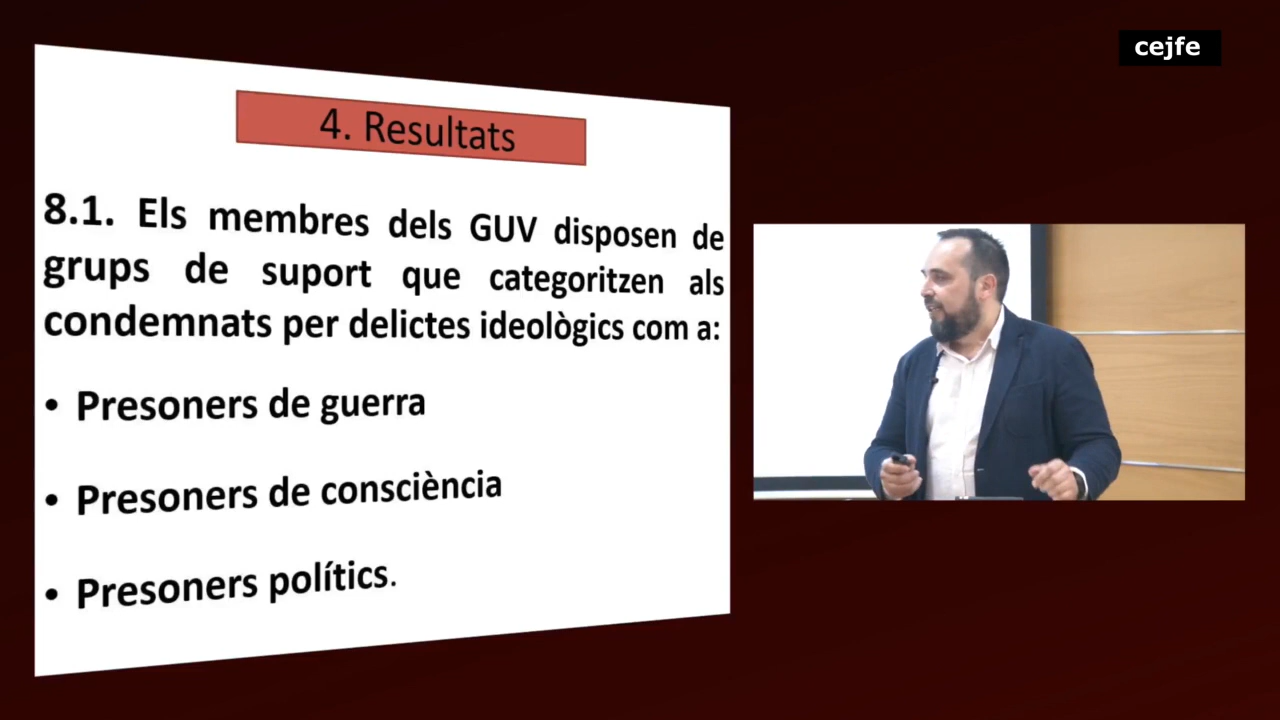 cejfe
4. Resultats
8.1. Els membres dels GUV disposen de
grups de suport que categoritzen als
condemnats per delictes ideològics com a:
• Presoners de guerra
• Presoners de consciència
• Presoners polítics.